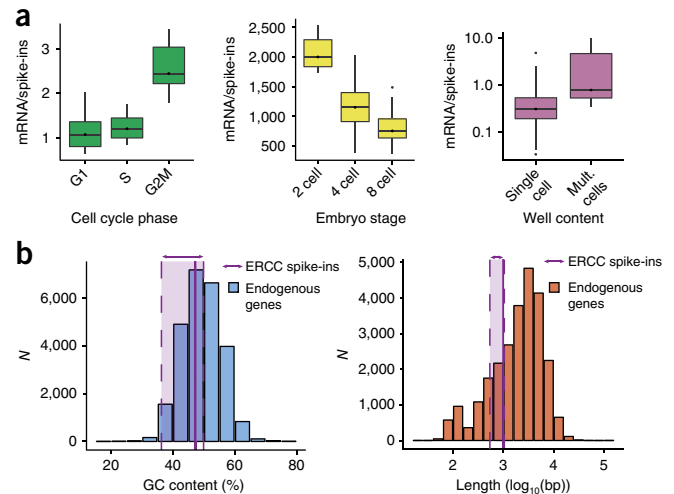 a
mRNA/spike-ins
3
2
1
G1
S
G2M
Cell cycle phase
mRNA/spike-ins
2,500
2,000
1,500
1,000
500
2 cell
4 cell
8 cell
Embryo stage
mRNA/spike-ins
10.0
1.0
0.1
Single
cell
Mult.
cells
Well content
b
N
6,000
4,000
2,000
0
20
40
60
80
GC content (%)
ERCC spike-ins
Endogenous
genes
N
5,000
4,000
3,000
2,000
1,000
0
2
3
4
5
Length (log10(bp))
ERCC spike-ins
Endogenous
genes